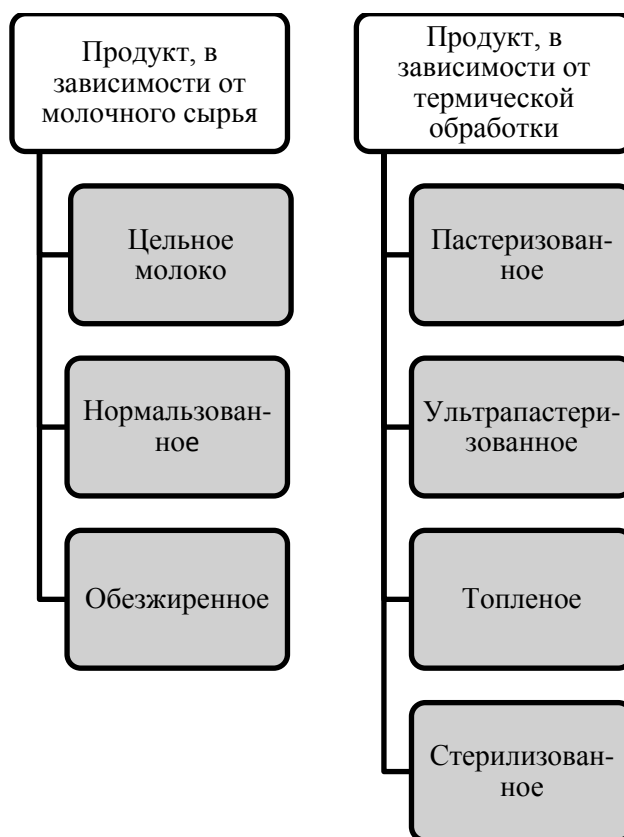 Продукт, в
зависимости от
молочного сырья
Цельное
молоко
Нормальзован-
ное
Обезжиренное
Продукт, в
зависимости от
термической
обработки
Пастеризован-
ное
Ультрапастери-
зованное
Топленое
Стерилизован-
ное